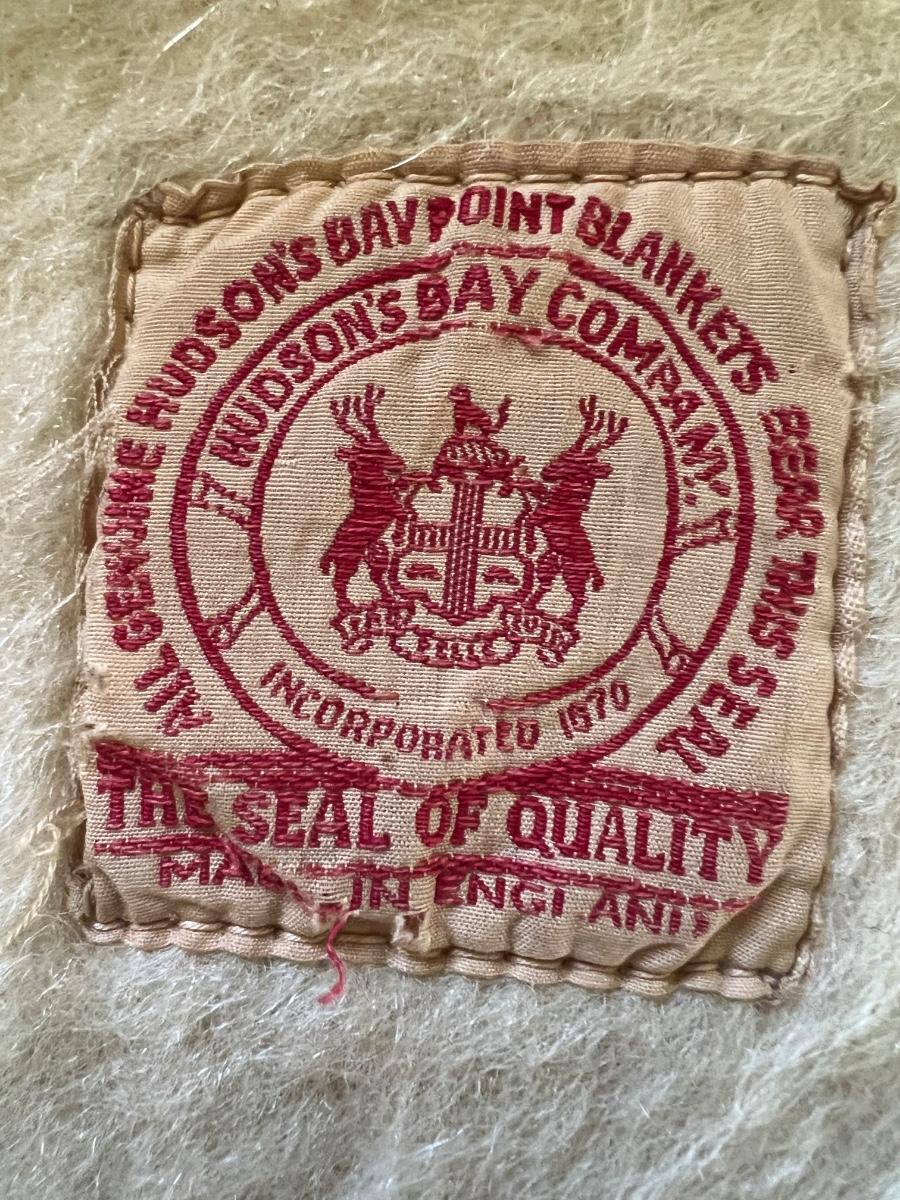 ALL GENUINE HUDSON'S BAY POINT BLANKETS BEAR THIS SEAL
HUDSON'S BAY COMPANY.
INCORPORATED 1670
THE SEAL OF QUALITY
MADE IN ENGLAND